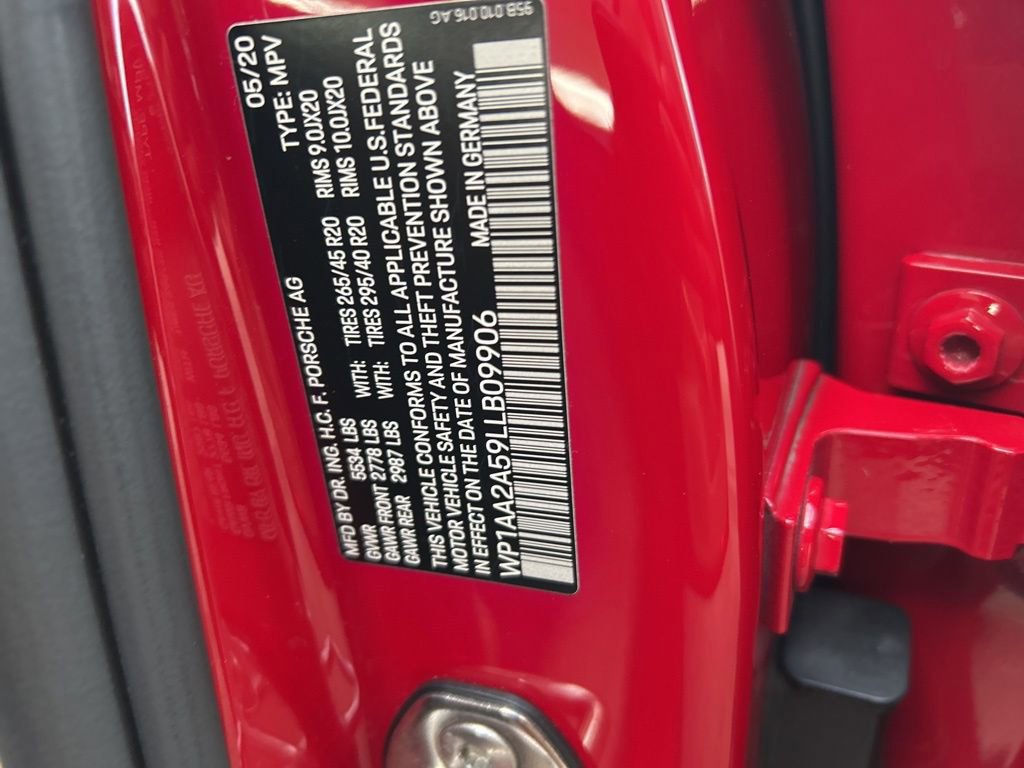 95B.010.016.AG
05/20
TYPE: MPV
MFD BY DR. ING. H.C. F. PORSCHE AG
GVWR 5534 LBS WITH: TIRES 265/45 R20 RIMS 9.0JX20
GAWR FRONT 2778 LBS WITH: TIRES 295/40 R20 RIMS 10.0JX20
GAWR REAR 2987 LBS
THIS VEHICLE CONFORMS TO ALL APPLICABLE U.S.FEDERAL
MOTOR VEHICLE SAFETY AND THEFT PREVENTION STANDARDS
IN EFFECT ON THE DATE OF MANUFACTURE SHOWN ABOVE
WP1AA2A59LLB09906 MADE IN GERMANY